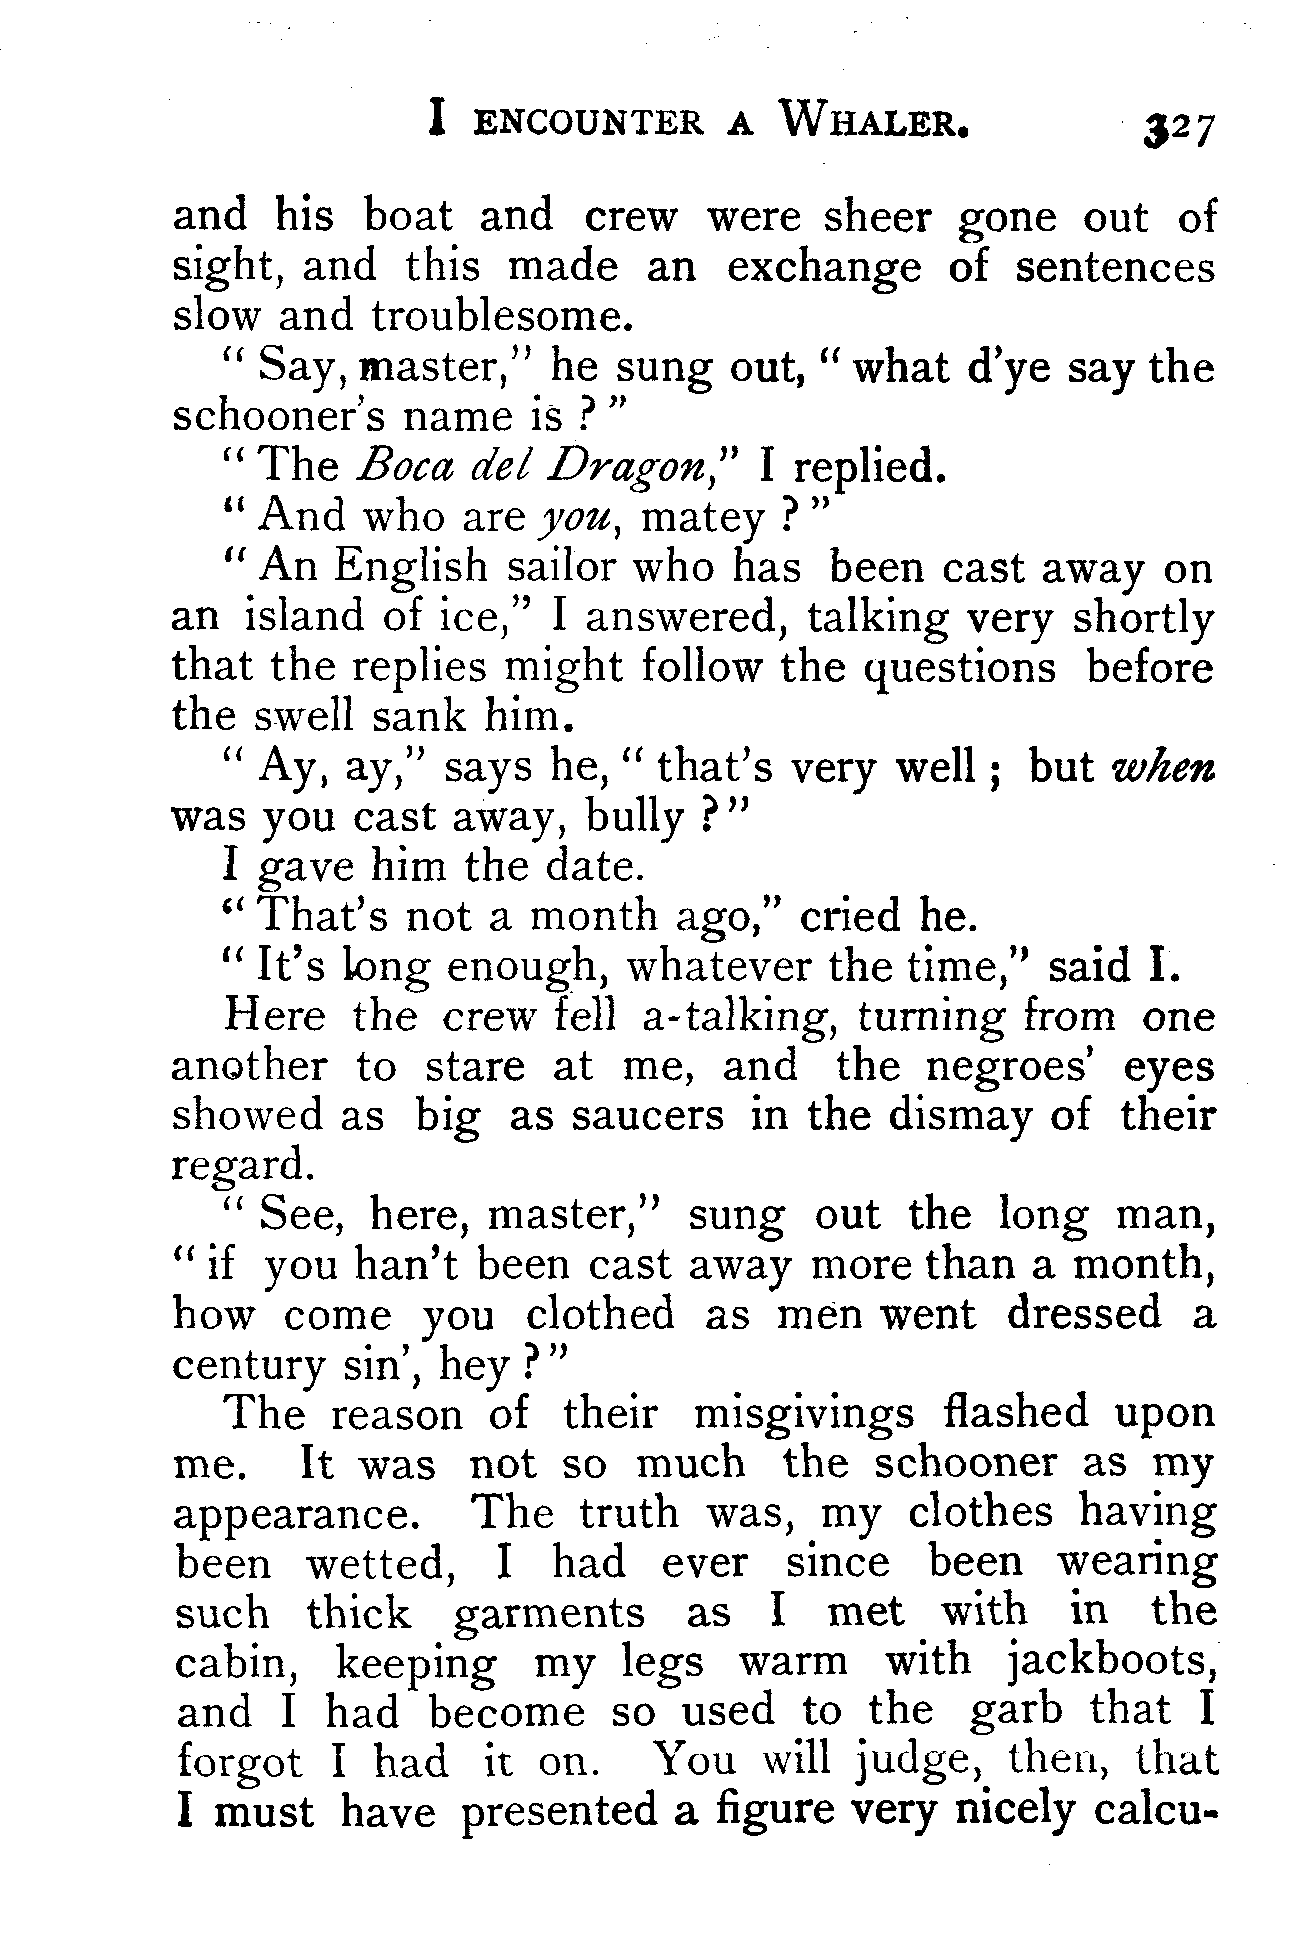 I ENCOUNTER A WHALER. 327
and his boat and crew were sheer gone out of
sight, and this made an exchange of sentences
slow and troublesome.
" Say, master," he sung out, " what d'ye say the
schooner's name is ? "
" The Boca del Dragon," I replied.
" And who are you, matey ? "
" An English sailor who has been cast away on
an island of ice," I answered, talking very shortly
that the replies might follow the questions before
the swell sank him.
" Ay, ay," says he, " that's very well ; but when
was you cast away, bully ? "
I gave him the date.
" That's not a month ago," cried he.
" It's long enough, whatever the time," said I.
Here the crew fell a-talking, turning from one
another to stare at me, and the negroes' eyes
showed as big as saucers in the dismay of their
regard.
" See, here, master," sung out the long man,
" if you han't been cast away more than a month,
how come you clothed as men went dressed a
century sin', hey ? "
The reason of their misgivings flashed upon
me. It was not so much the schooner as my
appearance. The truth was, my clothes having
been wetted, I had ever since been wearing
such thick garments as I met with in the
cabin, keeping my legs warm with jackboots,
and I had become so used to the garb that I
forgot I had it on. You will judge, then, that
I must have presented a figure very nicely calcu-